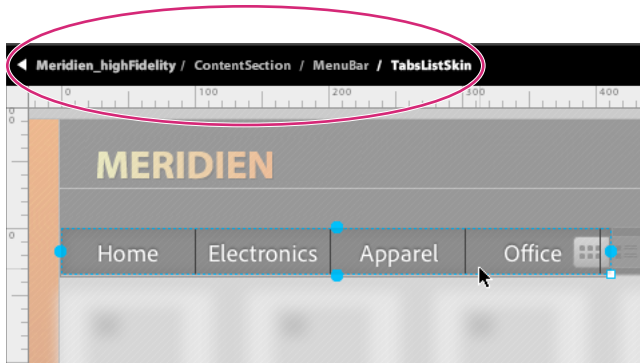 Meridien_highFidelity / ContentSection / MenuBar / TabsListSkin
0 100 200 300 400
0
MERIDIEN
0
Home Electronics Apparel Office